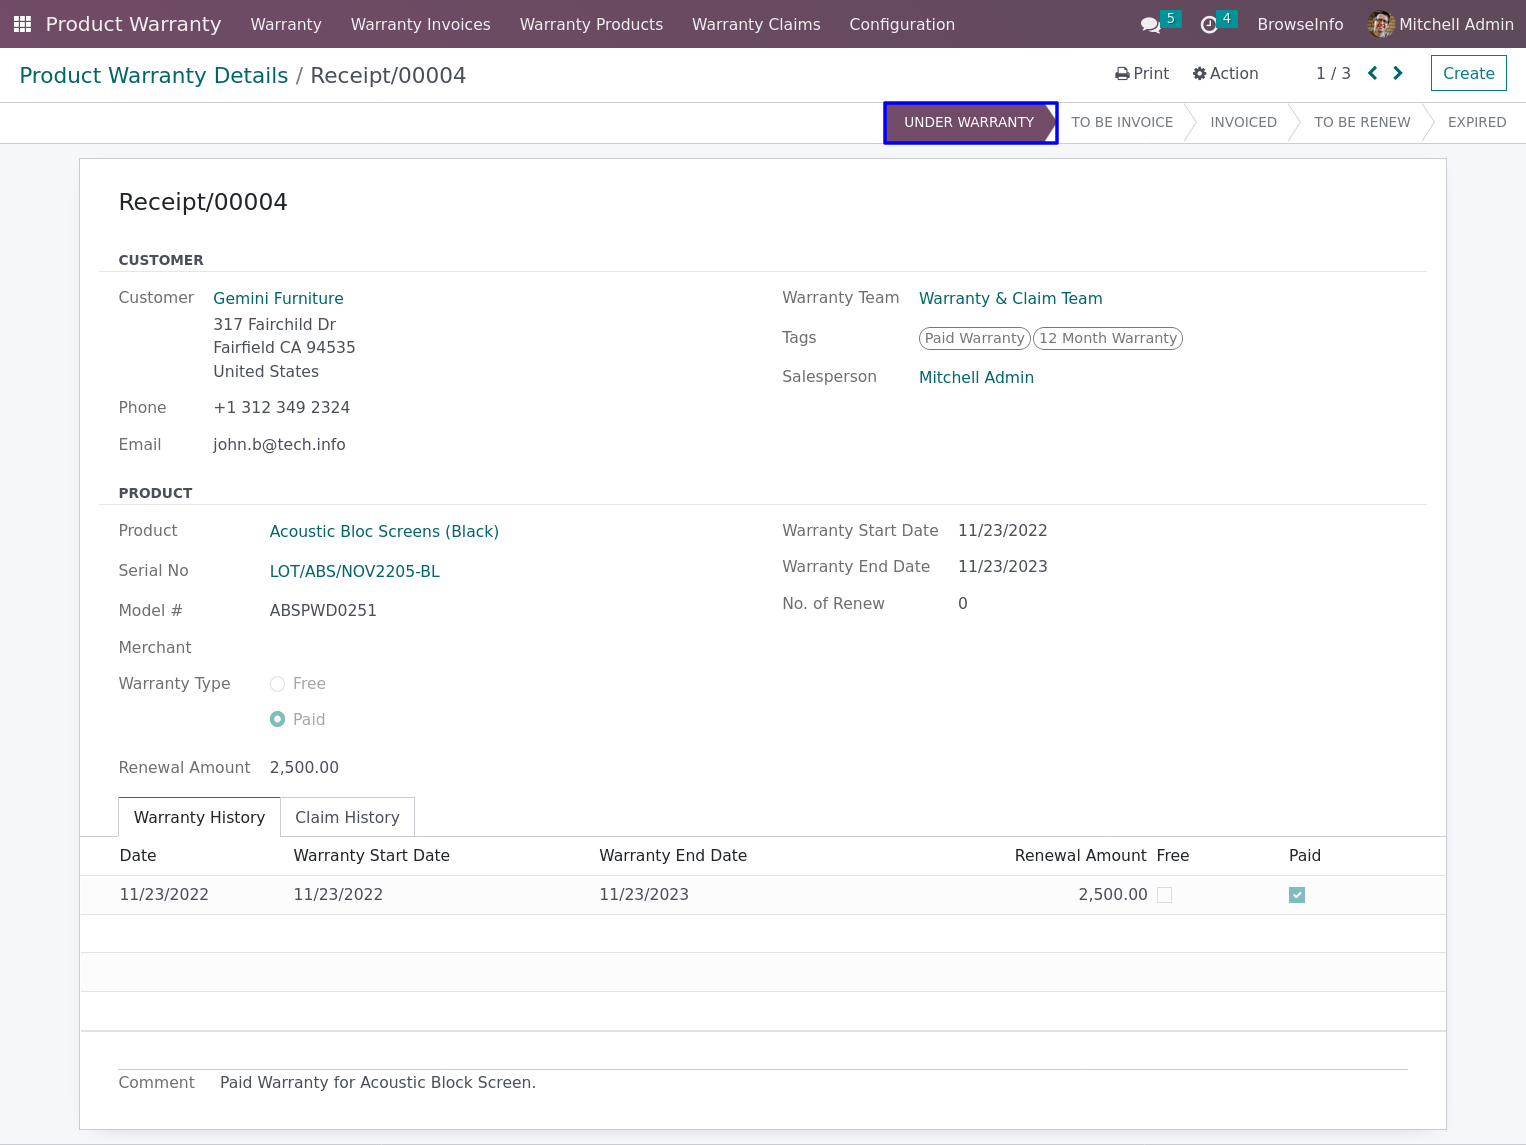 Product Warranty Warranty Warranty Invoices Warranty Products Warranty Claims Configuration 5 4 BrowseInfo Mitchell Admin
Product Warranty Details / Receipt/00004 Print Action 1 / 3 Create
UNDER WARRANTY TO BE INVOICE INVOICED TO BE RENEW EXPIRED
Receipt/00004
CUSTOMER
Customer Gemini Furniture Warranty Team Warranty & Claim Team
317 Fairchild Dr
Fairfield CA 94535 Tags Paid Warranty 12 Month Warranty
United States Salesperson Mitchell Admin
Phone +1 312 349 2324
Email john.b@tech.info
PRODUCT
Product Acoustic Bloc Screens (Black) Warranty Start Date 11/23/2022
Serial No LOT/ABS/NOV2205-BL Warranty End Date 11/23/2023
Model # ABSPWD0251 No. of Renew 0
Merchant
Warranty Type Free
Paid
Renewal Amount 2,500.00
Warranty History Claim History
Date Warranty Start Date Warranty End Date Renewal Amount Free Paid
11/23/2022 11/23/2022 11/23/2023 2,500.00
Comment Paid Warranty for Acoustic Block Screen.